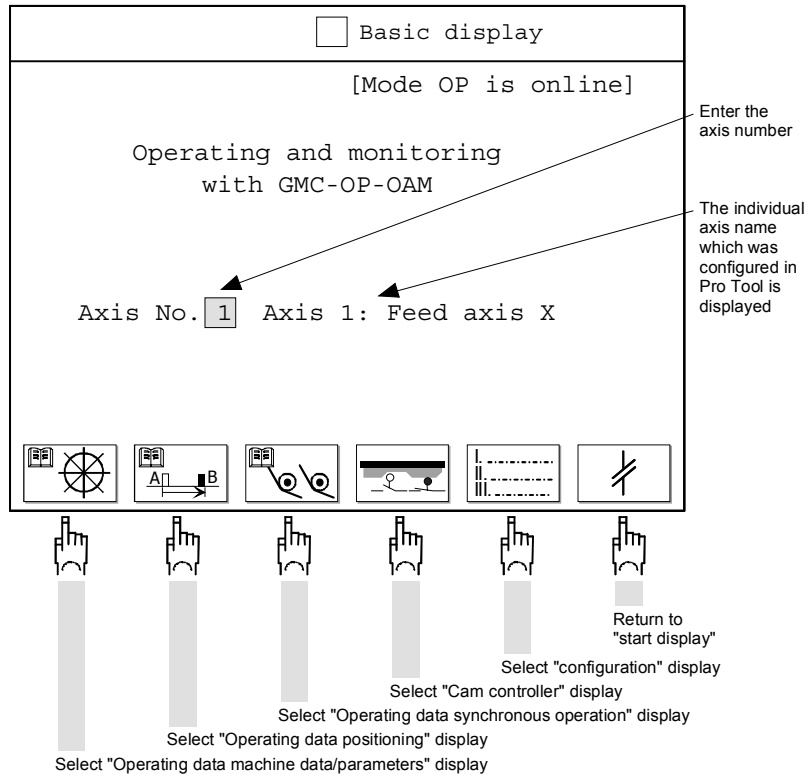 Basic display
[Mode OP is online]
Enter the
axis number
Operating and monitoring
with GMC-OP-OAM
The individual
axis name
which was
configured in
Pro Tool is
displayed
Axis No. 1 Axis 1: Feed axis X
A B
I.
II.
III.
Return to
"start display"
Select "configuration" display
Select "Cam controller" display
Select "Operating data synchronous operation" display
Select "Operating data positioning" display
Select "Operating data machine data/parameters" display